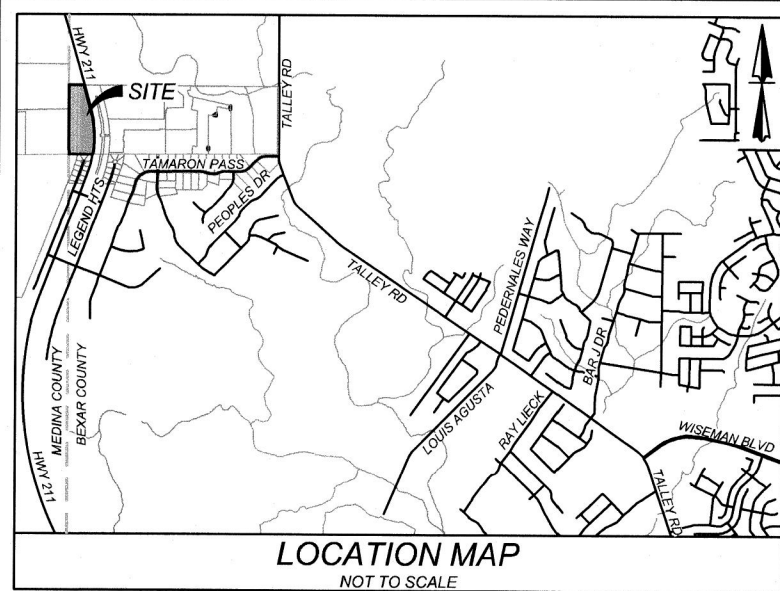 HWY 211
SITE
TALLEY RD
TAMARON PASS
LEGEND HTS
PEOPLES DR
TALLEY RD
PEDERNALES WAY
BAR J DR
LOUIS AGUSTA
RAY LIECK
WISEMAN BLVD
TALLEY RD
MEDINA COUNTY
BEXAR COUNTY
HWY 211
LOCATION MAP
NOT TO SCALE